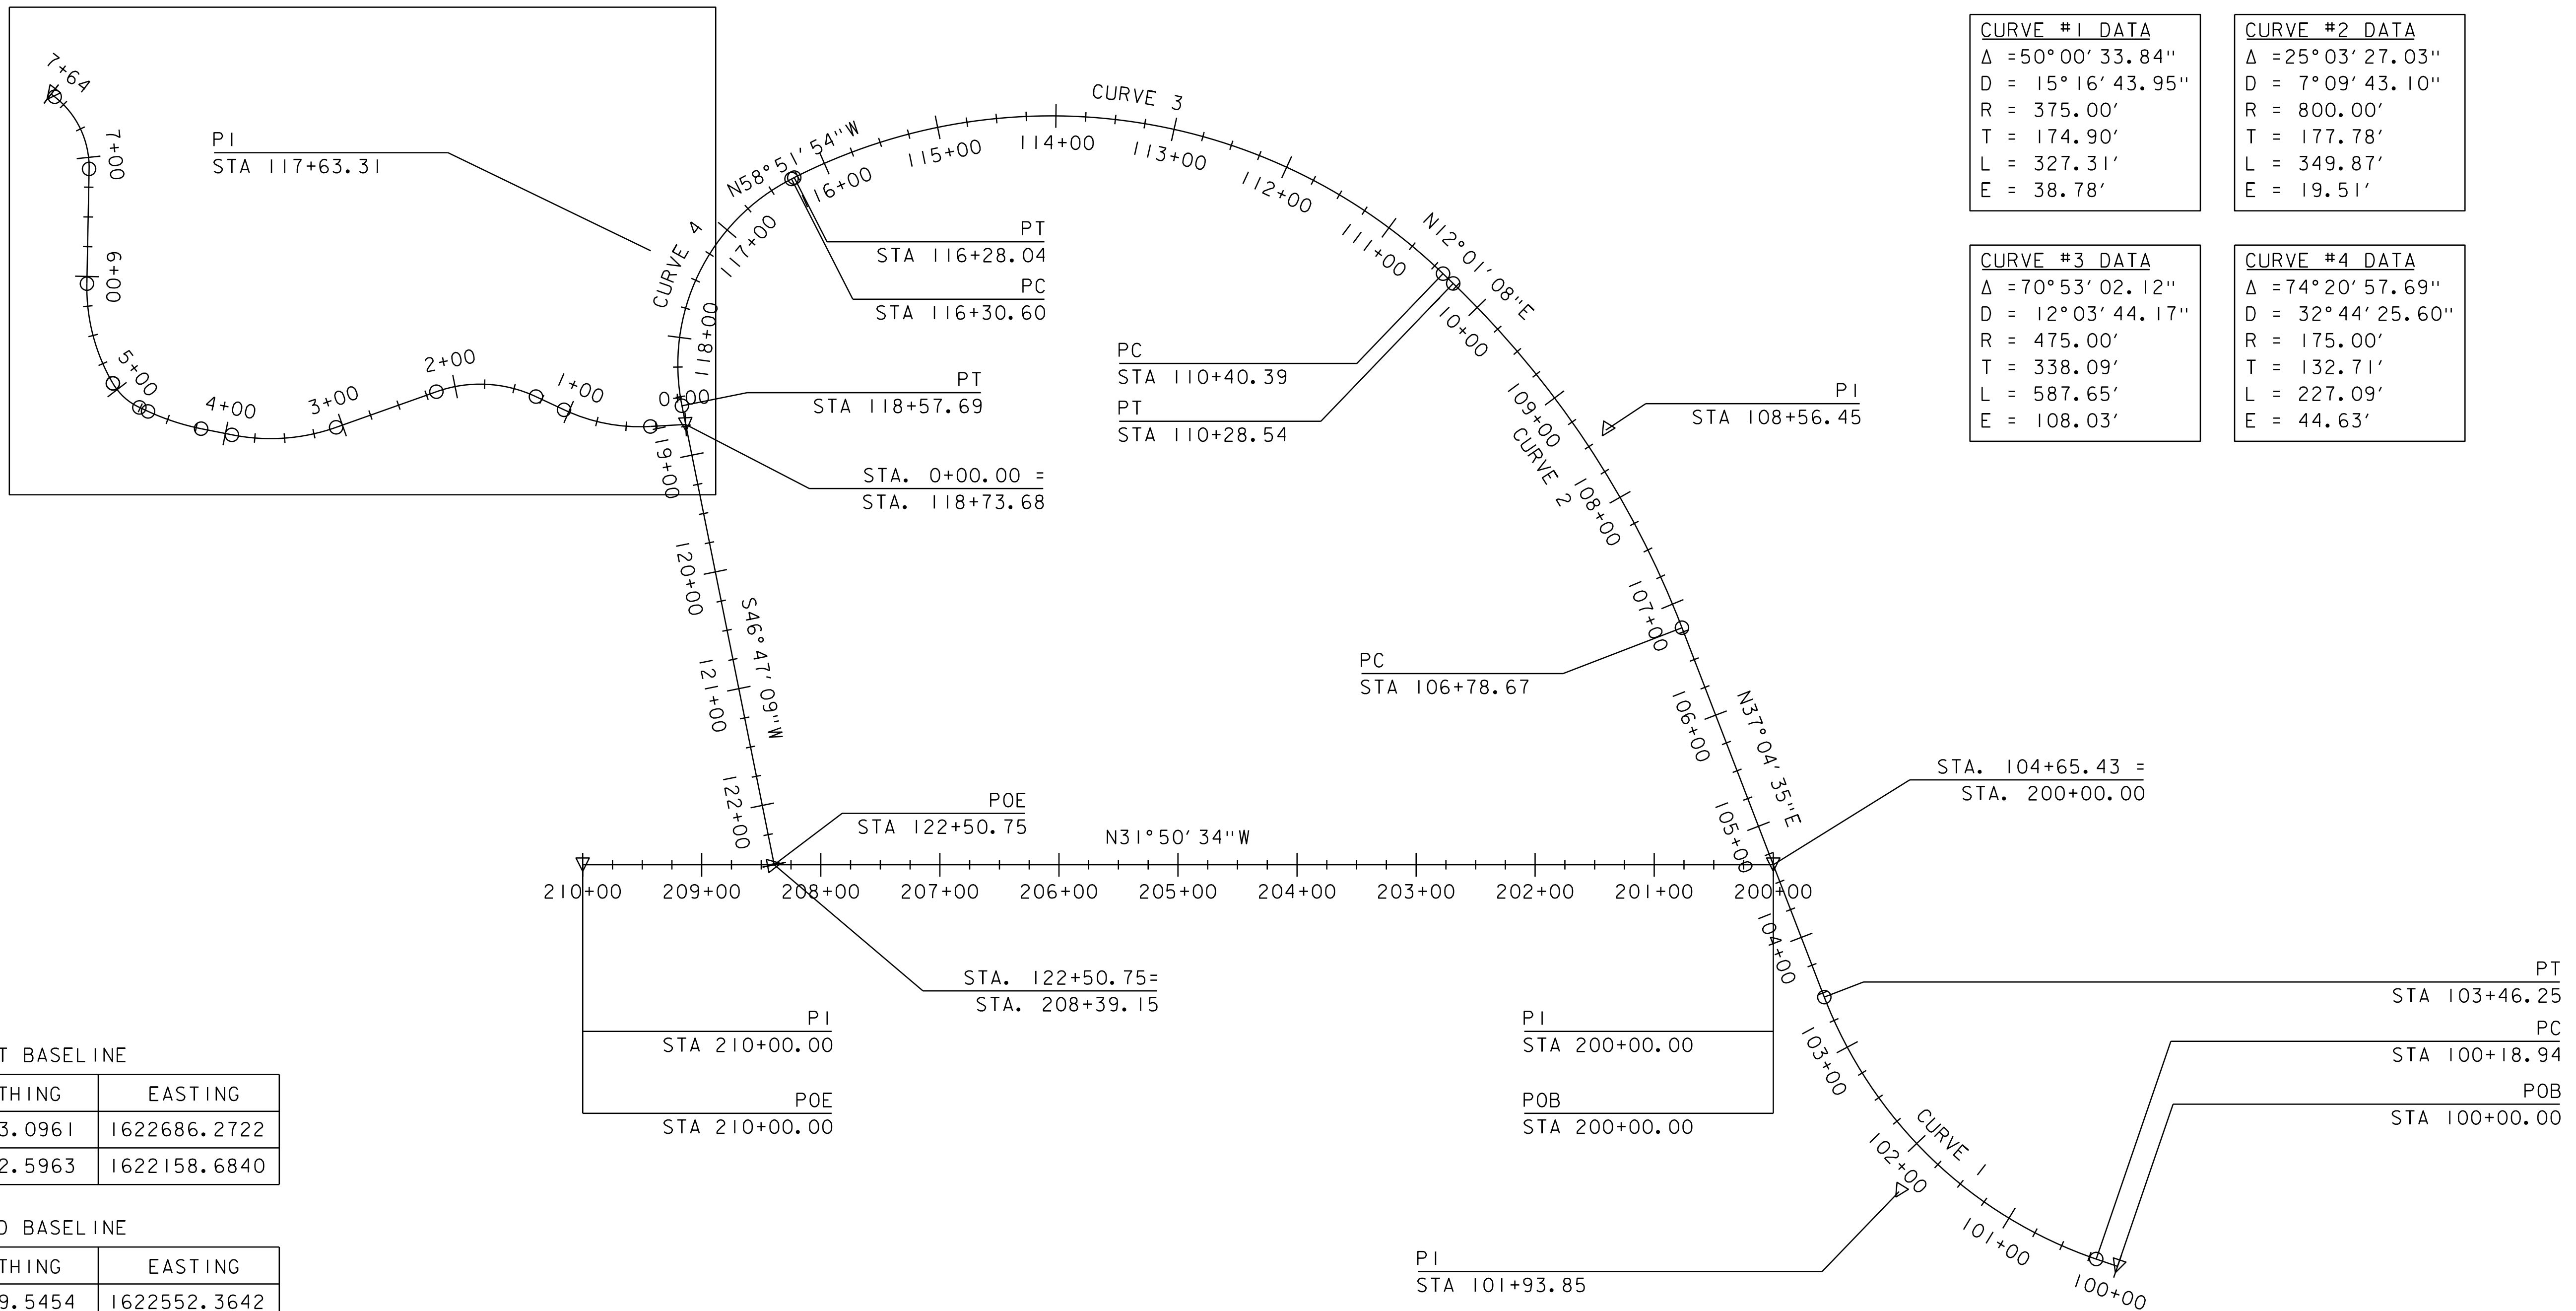 CURVE #1 DATA
Δ =50°00'33.84"
D = 15°16'43.95"
R = 375.00'
T = 174.90'
L = 327.31'
E = 38.78'
CURVE #2 DATA
Δ =25°03'27.03"
D = 7°09'43.10"
R = 800.00'
T = 177.78'
L = 349.87'
E = 19.51'
CURVE #3 DATA
Δ =70°53'02.12"
D = 12°03'44.17"
R = 475.00'
T = 338.09'
L = 587.65'
E = 108.03'
CURVE #4 DATA
Δ =74°20'57.69"
D = 32°44'25.60"
R = 175.00'
T = 132.71'
L = 227.09'
E = 44.63'
7+64
7+00
6+00
5+00
4+00
3+00
2+00
1+00
0+00
PI
STA 117+63.31
CURVE 4
N58°51'54"W
CURVE 3
116+00
115+00
114+00
113+00
112+00
111+00
N12°01'08"E
110+00
117+00
118+00
119+00
PT
STA 116+28.04
PC
STA 116+30.60
PT
STA 118+57.69
STA. 0+00.00 =
STA. 118+73.68
PC
STA 110+40.39
PT
STA 110+28.54
PI
STA 108+56.45
109+00
CURVE 2
108+00
107+00
PC
STA 106+78.67
106+00
N37°04'35"E
105+00
STA. 104+65.43 =
STA. 200+00.00
120+00
S46°47'09"W
121+00
122+00
POE
STA 122+50.75
N31°50'34"W
210+00
209+00
208+00
207+00
206+00
205+00
204+00
203+00
202+00
201+00
200+00
104+00
STA. 122+50.75=
STA. 208+39.15
PI
STA 210+00.00
POE
STA 210+00.00
PI
STA 200+00.00
POB
STA 200+00.00
PT
STA 103+46.25
PC
STA 100+18.94
POB
STA 100+00.00
103+00
CURVE 1
102+00
101+00
100+00
PI
STA 101+93.85
T BASELINE
THING EASTING
3.0961 1622686.2722
2.5963 1622158.6840
BASELINE
THING EASTING
9.5454 1622552.3642